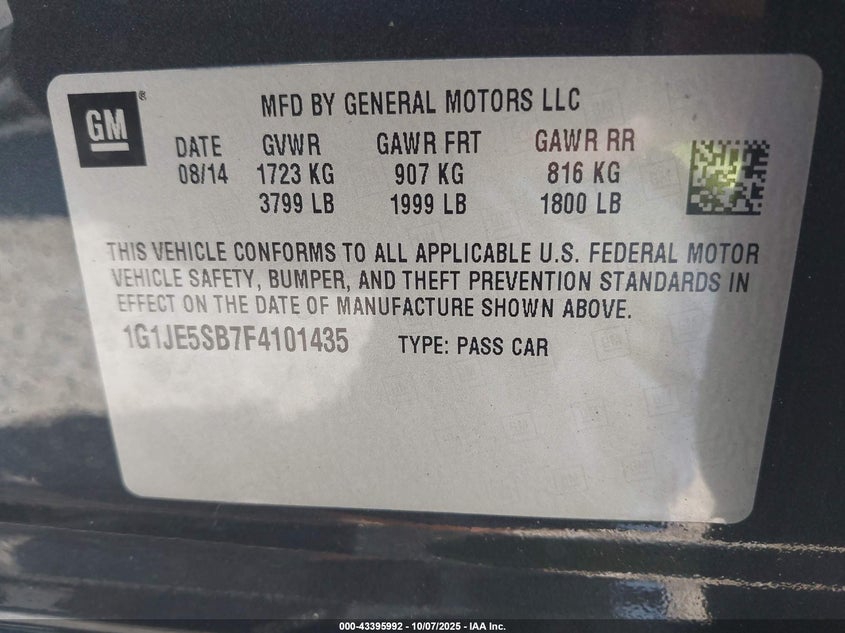 GM ®
MFD BY GENERAL MOTORS LLC
DATE GVWR GAWR FRT GAWR RR
08/14 1723 KG 907 KG 816 KG
3799 LB 1999 LB 1800 LB
THIS VEHICLE CONFORMS TO ALL APPLICABLE U.S. FEDERAL MOTOR
VEHICLE SAFETY, BUMPER, AND THEFT PREVENTION STANDARDS IN
EFFECT ON THE DATE OF MANUFACTURE SHOWN ABOVE.
1G1JE5SB7F4101435 TYPE: PASS CAR
000-43395992 - 10/07/2025 - IAA Inc.